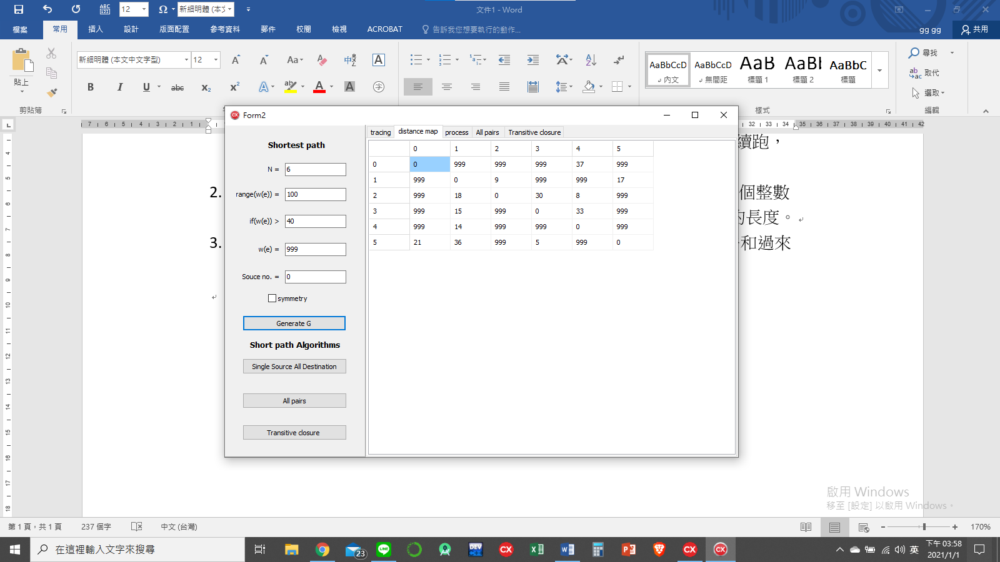 12
Ω
新細明體 (本文
文件1 - Word
檔案
常用
插入
設計
版面配置
參考資料
郵件
校閱
檢視
ACROBAT
告訴我您想要執行的動作...
gg gg
共用
貼上
剪貼簿
新細明體 (本文中文字型)
12
AaBbCcD
內文
AaBbCcD
無間距
AaB
標題 1
AaBl
標題 2
AaBbC
標題
樣式
尋找
取代
選取
編輯
續跑，
2.
個整數
的長度。
3.
和過來
Form2
Shortest path
N = 6
range(w(e)) = 100
if(w(e)) > 40
w(e) = 999
Souce no. = 0
symmetry
Generate G
Short path Algorithms
Single Source All Destination
All pairs
Transitive closure
tracing distance map process All pairs Transitive closure
0 1 2 3 4 5
0 0 999 999 999 37 999
1 999 0 9 999 999 17
2 999 18 0 30 8 999
3 999 15 999 0 33 999
4 999 14 999 999 0 999
5 21 36 999 5 999 0
啟用 Windows
移至 [設定] 以啟用 Windows。
第 1 頁，共 1 頁
237 個字
中文 (台灣)
170%
在這裡輸入文字來搜尋
23
英
下午 03:58
2021/1/1